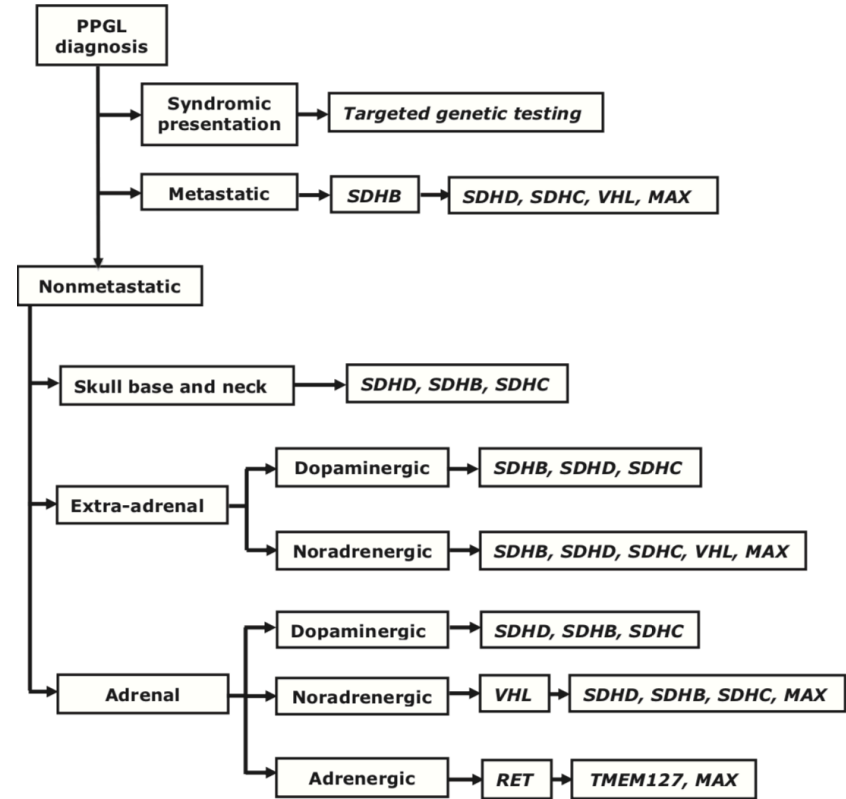 PPGL
diagnosis
Syndromic
presentation
Targeted genetic testing
Metastatic
SDHB
SDHD, SDHC, VHL, MAX
Nonmetastatic
Skull base and neck
SDHD, SDHB, SDHC
Extra-adrenal
Dopaminergic
SDHB, SDHD, SDHC
Noradrenergic
SDHB, SDHD, SDHC, VHL, MAX
Adrenal
Dopaminergic
SDHD, SDHB, SDHC
Noradrenergic
VHL
SDHD, SDHB, SDHC, MAX
Adrenergic
RET
TMEM127, MAX